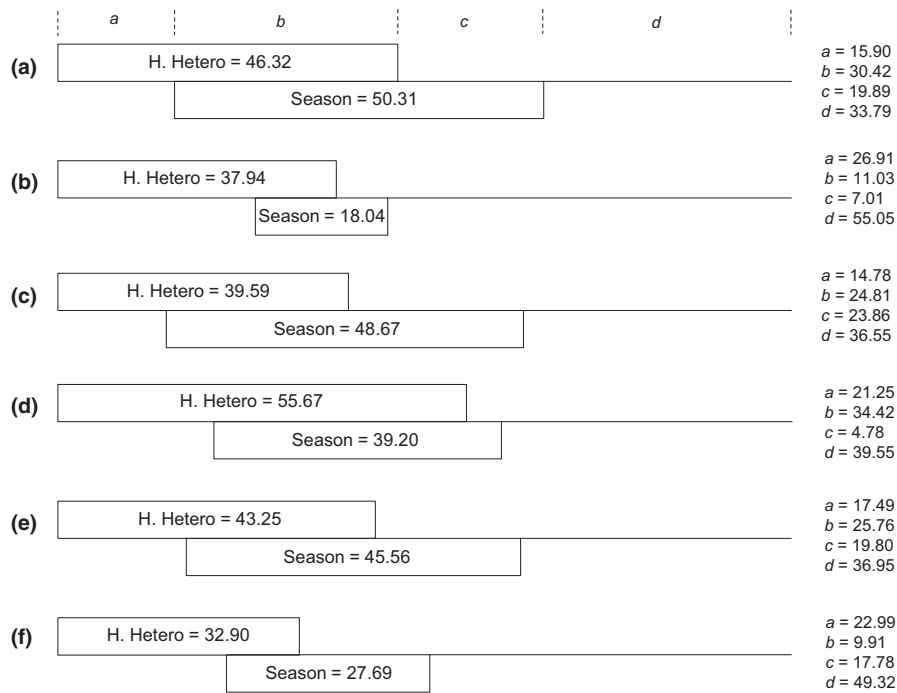 a b c d
(a) H. Hetero = 46.32
Season = 50.31
a = 15.90
b = 30.42
c = 19.89
d = 33.79
(b) H. Hetero = 37.94
Season = 18.04
a = 26.91
b = 11.03
c = 7.01
d = 55.05
(c) H. Hetero = 39.59
Season = 48.67
a = 14.78
b = 24.81
c = 23.86
d = 36.55
(d) H. Hetero = 55.67
Season = 39.20
a = 21.25
b = 34.42
c = 4.78
d = 39.55
(e) H. Hetero = 43.25
Season = 45.56
a = 17.49
b = 25.76
c = 19.80
d = 36.95
(f) H. Hetero = 32.90
Season = 27.69
a = 22.99
b = 9.91
c = 17.78
d = 49.32